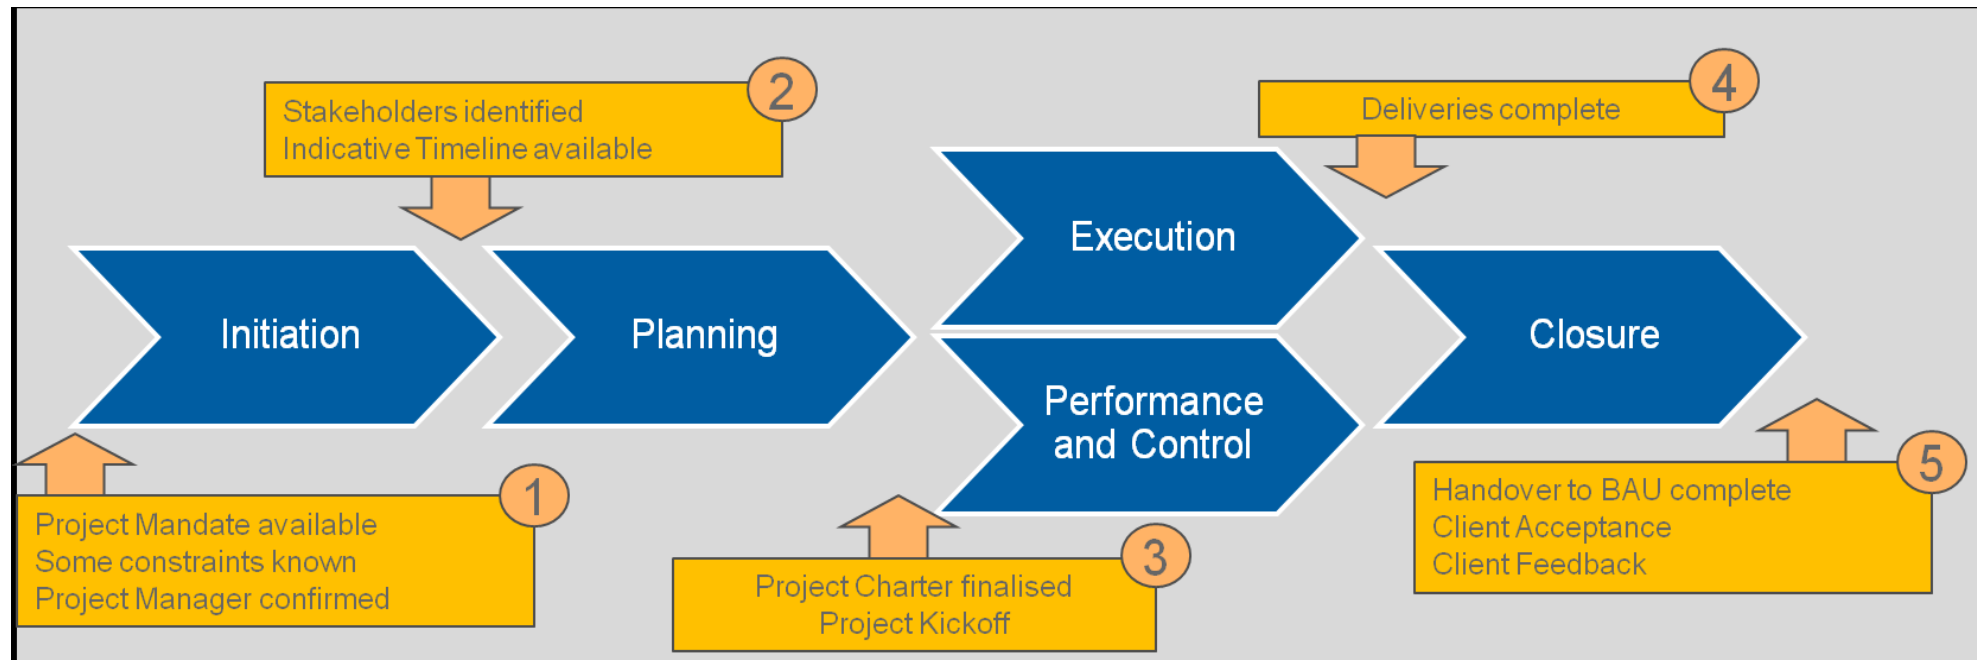 2
Stakeholders identified
Indicative Timeline available
4
Deliveries complete
Initiation
Planning
Execution
Performance
and Control
Closure
1
Project Mandate available
Some constraints known
Project Manager confirmed
3
Project Charter finalised
Project Kickoff
5
Handover to BAU complete
Client Acceptance
Client Feedback